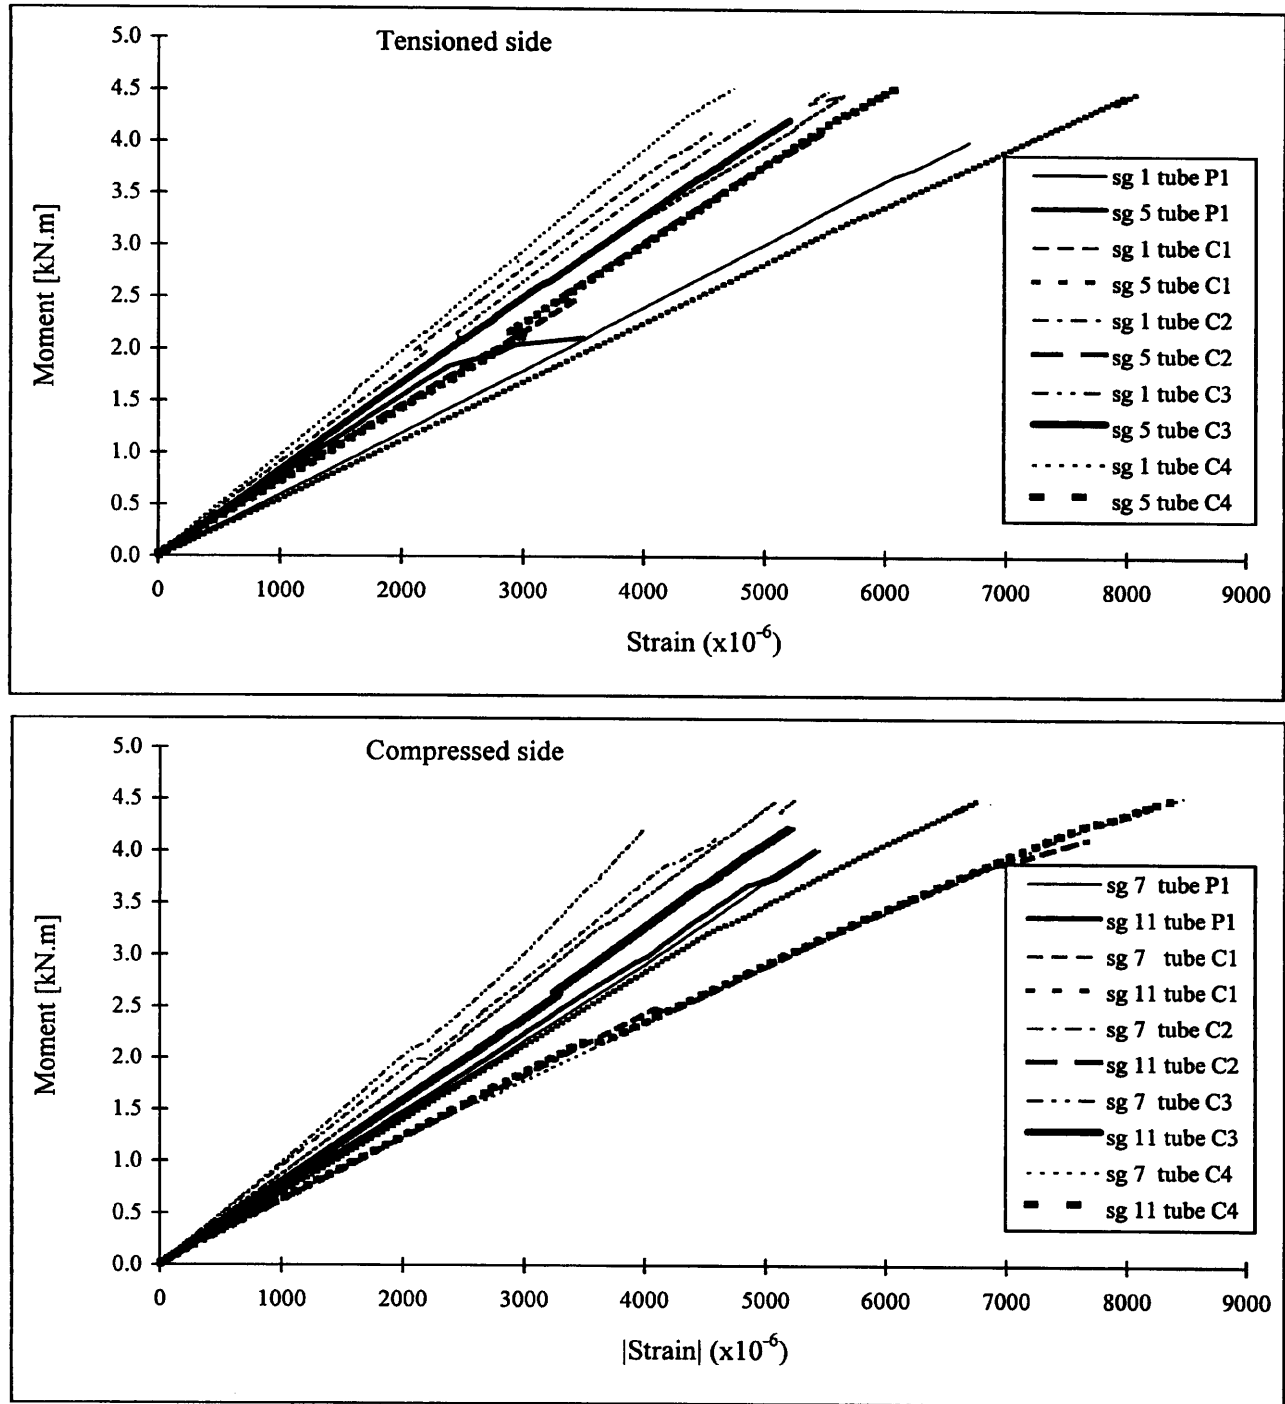 Tensioned side
5.0
4.5
4.0
3.5
3.0
2.5
2.0
1.5
1.0
0.5
0.0
Moment [kN.m]
0 1000 2000 3000 4000 5000 6000 7000 8000 9000
Strain (x10⁻⁶)
sg 1 tube P1
sg 5 tube P1
sg 1 tube C1
sg 5 tube C1
sg 1 tube C2
sg 5 tube C2
sg 1 tube C3
sg 5 tube C3
sg 1 tube C4
sg 5 tube C4
Compressed side
5.0
4.5
4.0
3.5
3.0
2.5
2.0
1.5
1.0
0.5
0.0
Moment [kN.m]
0 1000 2000 3000 4000 5000 6000 7000 8000 9000
|Strain| (x10⁻⁶)
sg 7 tube P1
sg 11 tube P1
sg 7 tube C1
sg 11 tube C1
sg 7 tube C2
sg 11 tube C2
sg 7 tube C3
sg 11 tube C3
sg 7 tube C4
sg 11 tube C4